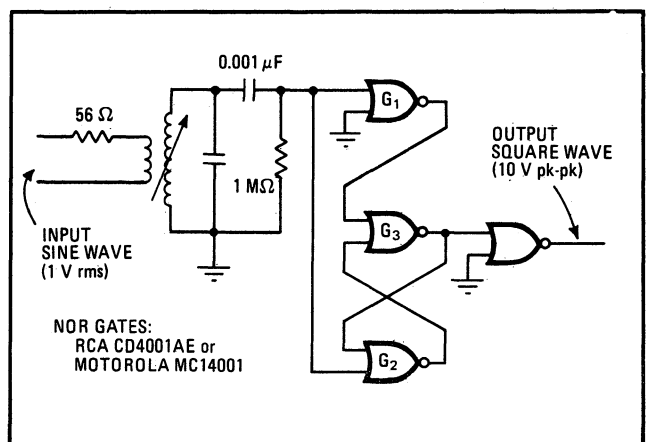 0.001 µF
56 Ω
G1
OUTPUT
SQUARE WAVE
(10 V pk-pk)
1 MΩ
G3
INPUT
SINE WAVE
(1 V rms)
NOR GATES:
RCA CD4001AE or
MOTOROLA MC14001
G2